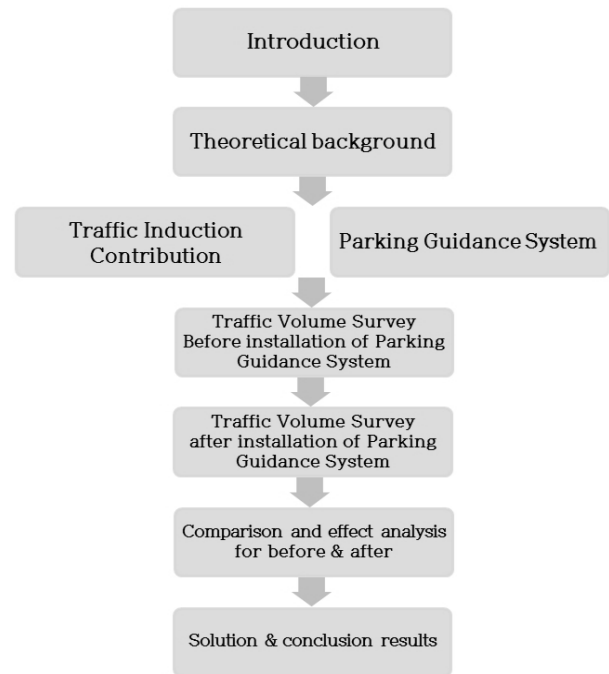 Introduction
Theoretical background
Traffic Induction
Contribution
Parking Guidance System
Traffic Volume Survey
Before installation of Parking
Guidance System
Traffic Volume Survey
after installation of Parking
Guidance System
Comparison and effect analysis
for before & after
Solution & conclusion results